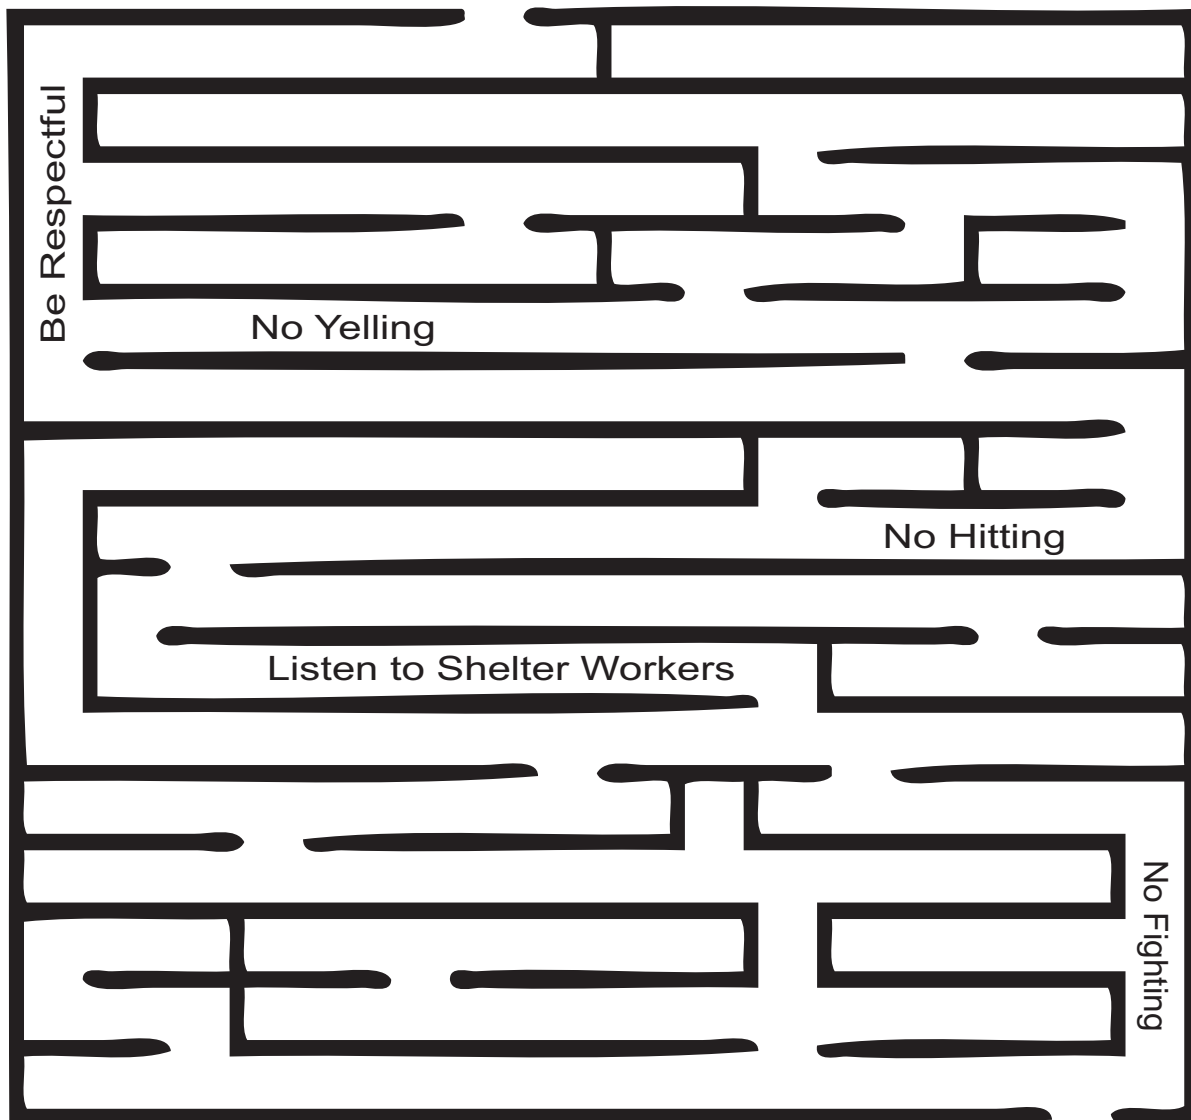 Be Respectful
No Yelling
No Hitting
Listen to Shelter Workers
No Fighting